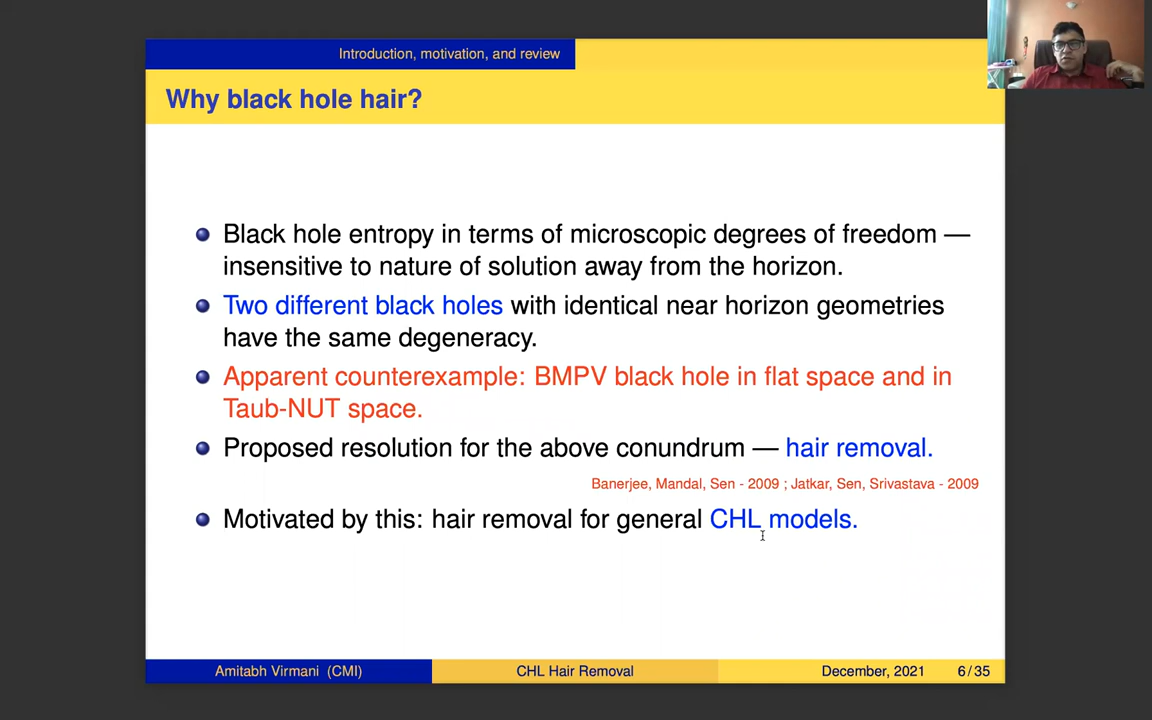 Introduction, motivation, and review
Why black hole hair?
Black hole entropy in terms of microscopic degrees of freedom —
insensitive to nature of solution away from the horizon.
Two different black holes with identical near horizon geometries
have the same degeneracy.
Apparent counterexample: BMPV black hole in flat space and in
Taub-NUT space.
Proposed resolution for the above conundrum — hair removal.
Banerjee, Mandal, Sen - 2009 ; Jatkar, Sen, Srivastava - 2009
Motivated by this: hair removal for general CHL models.
Amitabh Virmani (CMI) CHL Hair Removal December, 2021 6 / 35